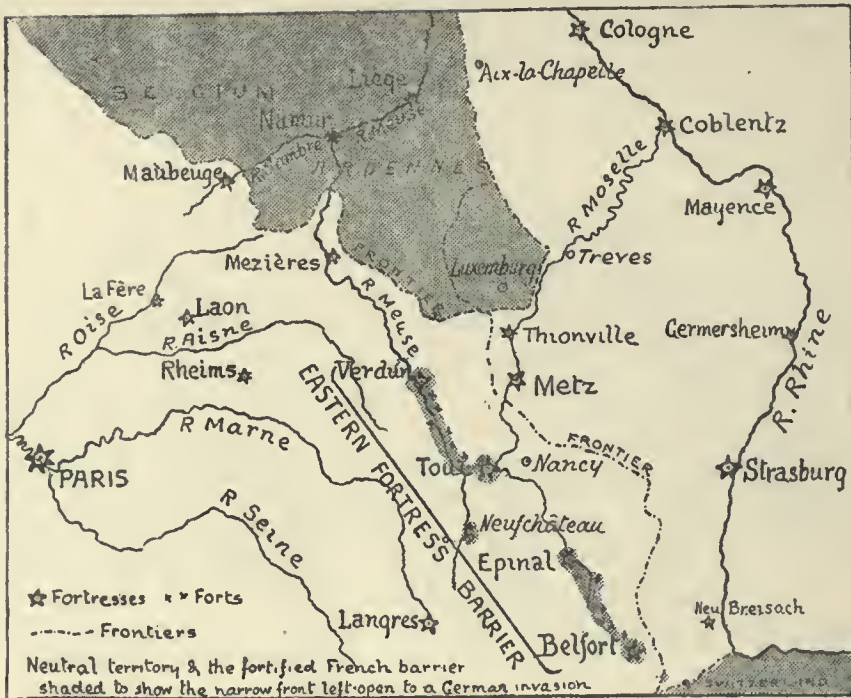 Cologne
Aix-la-Chapelle
BELGIUM
Liège
Namur
R. Meuse
Coblentz
R. Sambre
Maubeuge
ARDENNES
R Moselle
Mayence
Mezières
FRONTIER
Luxemburg
Treves
La Fère
Laon
R Meuse
R Oise
R. Aisne
Thionville
Germersheim
Rheims
Verdun
Metz
R. Rhine
EASTERN FORTRESS BARRIER
R Marne
FRONTIER
Toul
Nancy
Strasburg
PARIS
R Seine
Neufchâteau
Epinal
Fortresses Forts
Frontiers
Langres
Neu Breisach
Belfort
SWITZERLAND
Neutral territory & the fortified French barrier
shaded to show the narrow front left open to a German invasion